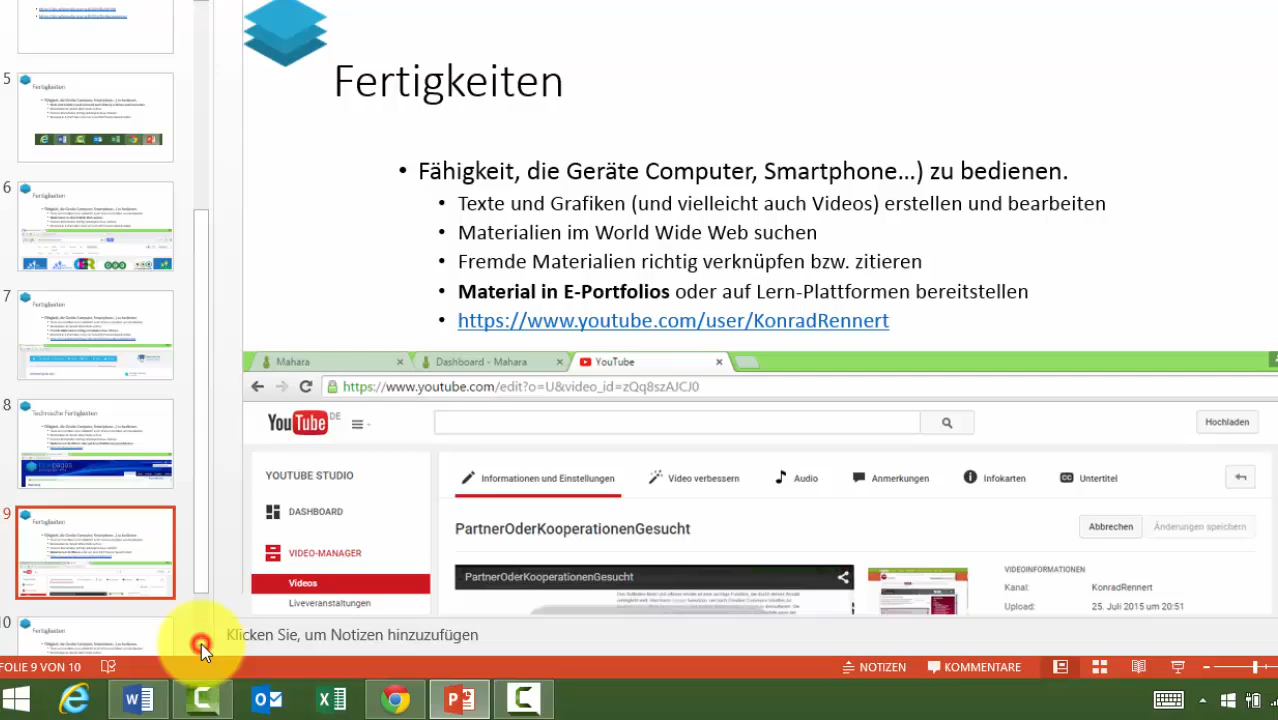 Fertigkeiten
• Fähigkeit, die Geräte Computer, Smartphone...) zu bedienen.
• Texte und Grafiken (und vielleicht auch Videos) erstellen und bearbeiten
• Materialien im World Wide Web suchen
• Fremde Materialien richtig verknüpfen bzw. zitieren
• Material in E-Portfolios oder auf Lern-Plattformen bereitstellen
• https://www.youtube.com/user/KonradRennert
Mahara
Dashboard - Mahara
YouTube
https://www.youtube.com/edit?o=U&video_id=zQq8szAJCJ0
YouTube DE
Hochladen
YOUTUBE STUDIO
Informationen und Einstellungen
Video verbessern
Audio
Anmerkungen
Infokarten
CC Untertitel
DASHBOARD
PartnerOderKooperationenGesucht
Abbrechen
Änderungen speichern
VIDEO-MANAGER
Videos
Liveveranstaltungen
PartnerOderKooperationenGesucht
VIDEOINFORMATIONEN
Kanal: KonradRennert
Upload: 25. Juli 2015 um 20:51
5
Fertigkeiten
6
Fertigkeiten
7
Fertigkeiten
8
Technische Fertigkeiten
9
Fertigkeiten
10
Fertigkeiten
Klicken Sie, um Notizen hinzuzufügen
FOLIE 9 VON 10
NOTIZEN
KOMMENTARE